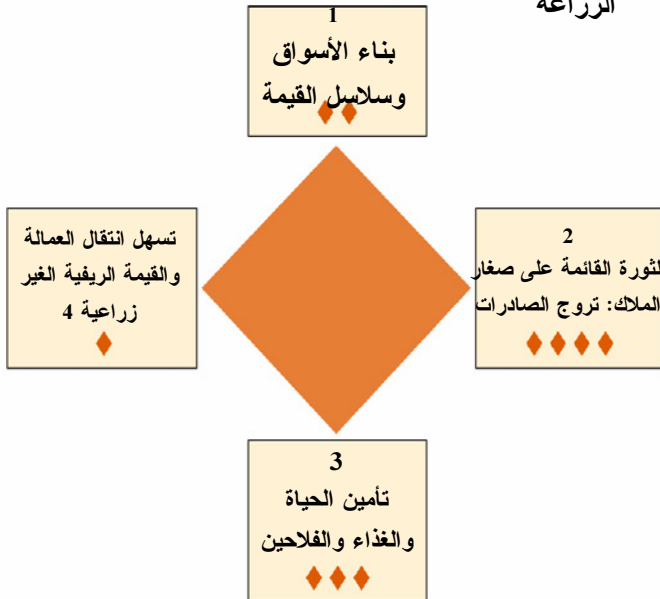 الزراعة
1
بناء الأسواق
وسلاسل القيمة
2
لثورة القائمة على صغار
الملاك: تروج الصادرات
3
تأمين الحياة
والغذاء والفلاحين
تسهل انتقال العمالة
والقيمة الريفية الغير
زراعية 4